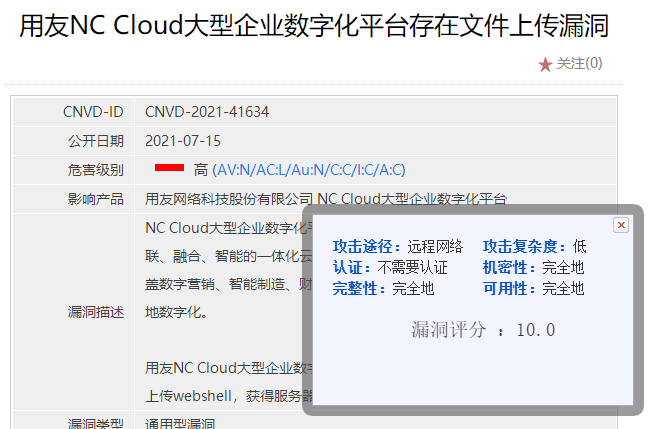 用友NC Cloud大型企业数字化平台存在文件上传漏洞
关注(0)
CNVD-ID CNVD-2021-41634
公开日期 2021-07-15
危害级别 高 (AV:N/AC:L/Au:N/C:C/I:C/A:C)
影响产品 用友网络科技股份有限公司 NC Cloud大型企业数字化平台
NC Cloud大型企业数字化
联、融合、智能的一体化云
盖数字营销、智能制造、财
漏洞描述 地数字化。
用友NC Cloud大型企业数字
上传webshell，获得服务器
漏洞类型 通用型漏洞
攻击途径：远程网络 攻击复杂度：低
认证：不需要认证 机密性：完全地
完整性：完全地 可用性：完全地
漏洞评分 ：10.0